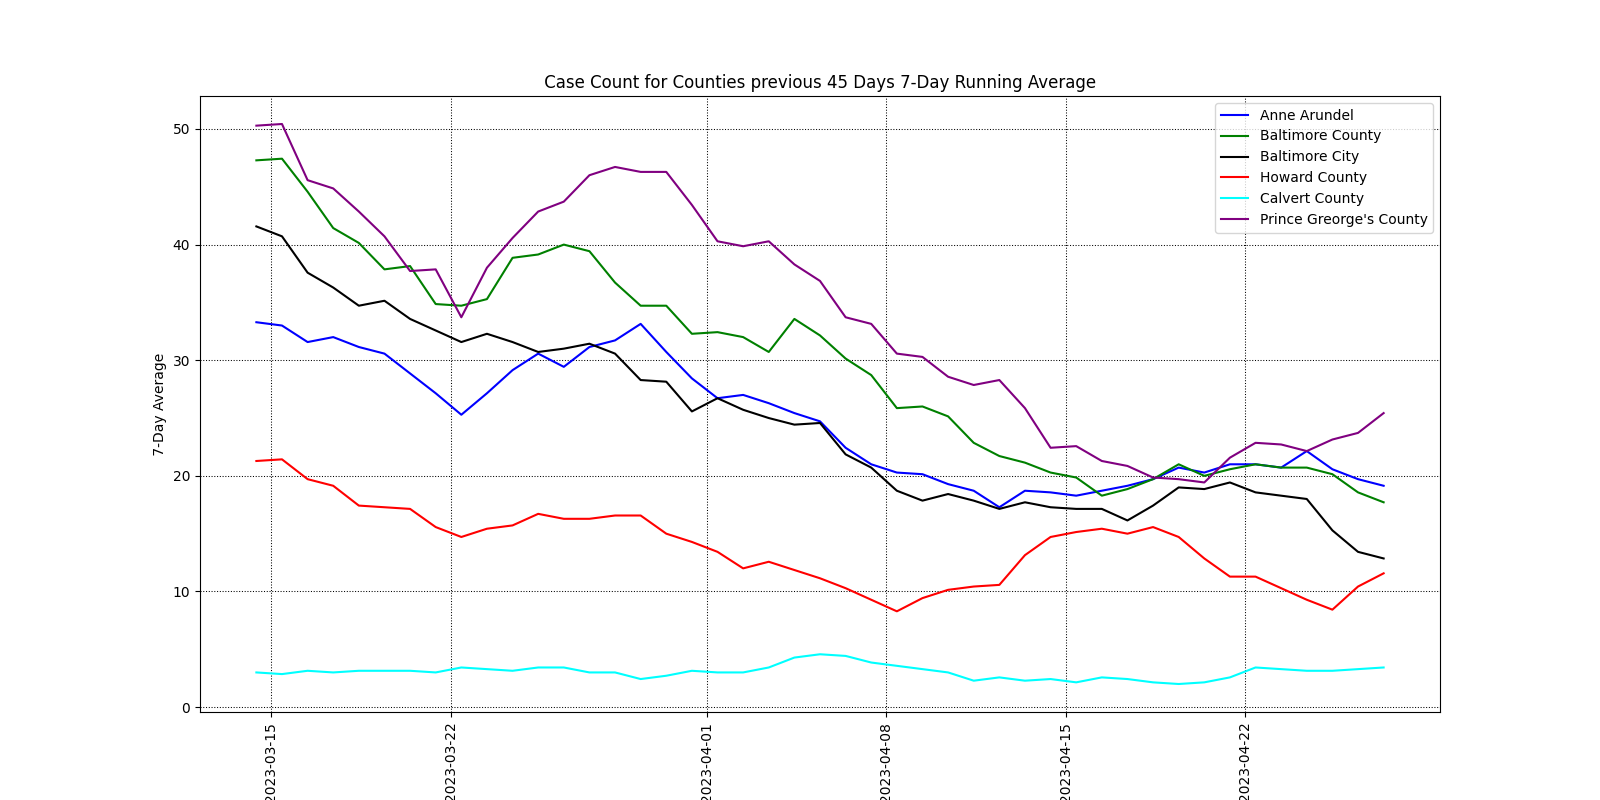 Case Count for Counties previous 45 Days 7-Day Running Average
Anne Arundel
Baltimore County
Baltimore City
Howard County
Calvert County
Prince Greorge's County
7-Day Average
50
40
30
20
10
0
2023-03-15
2023-03-22
2023-04-01
2023-04-08
2023-04-15
2023-04-22